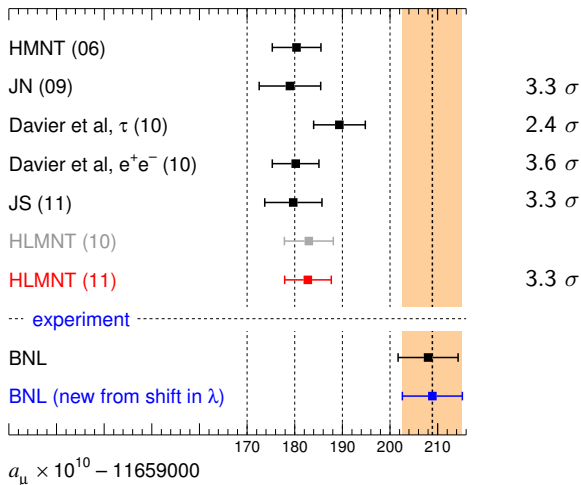 HMNT (06)
JN (09) 3.3 σ
Davier et al, τ (10) 2.4 σ
Davier et al, e⁺e⁻ (10) 3.6 σ
JS (11) 3.3 σ
HLMNT (10)
HLMNT (11) 3.3 σ
experiment
BNL
BNL (new from shift in λ)
170 180 190 200 210
aμ × 10¹⁰ – 11659000